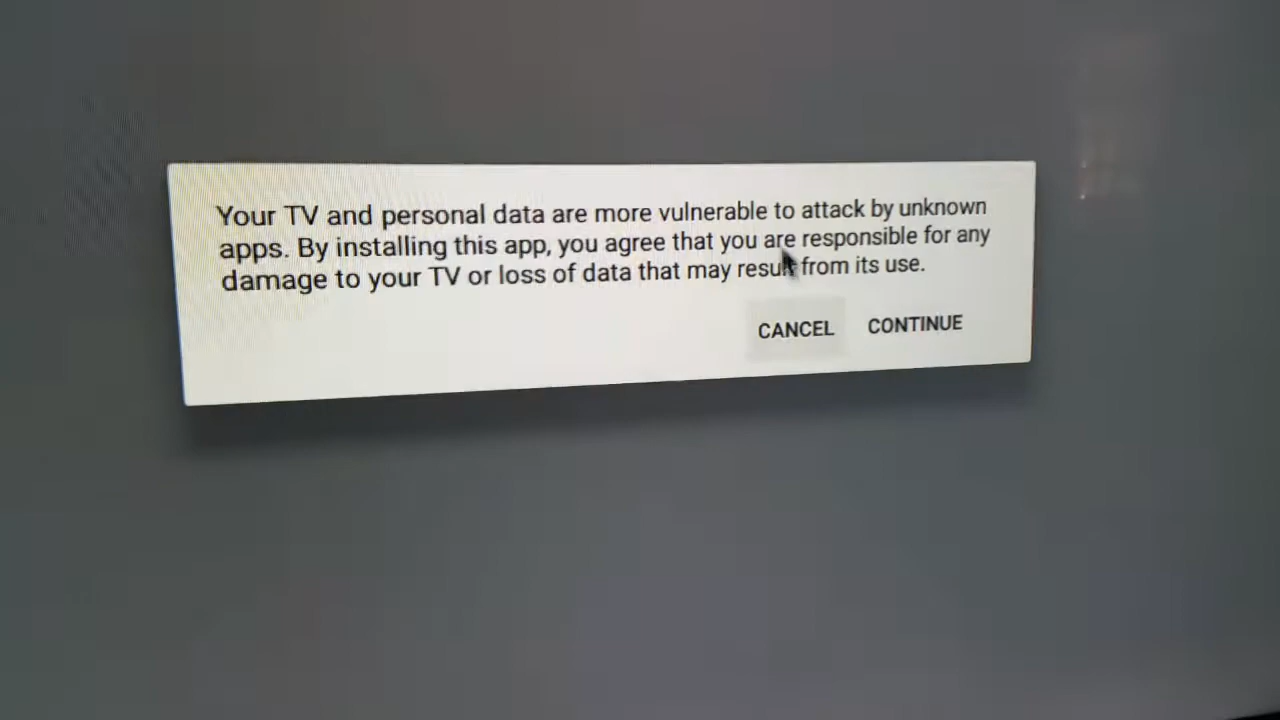 Your TV and personal data are more vulnerable to attack by unknown
apps. By installing this app, you agree that you are responsible for any
damage to your TV or loss of data that may result from its use.
CANCEL CONTINUE